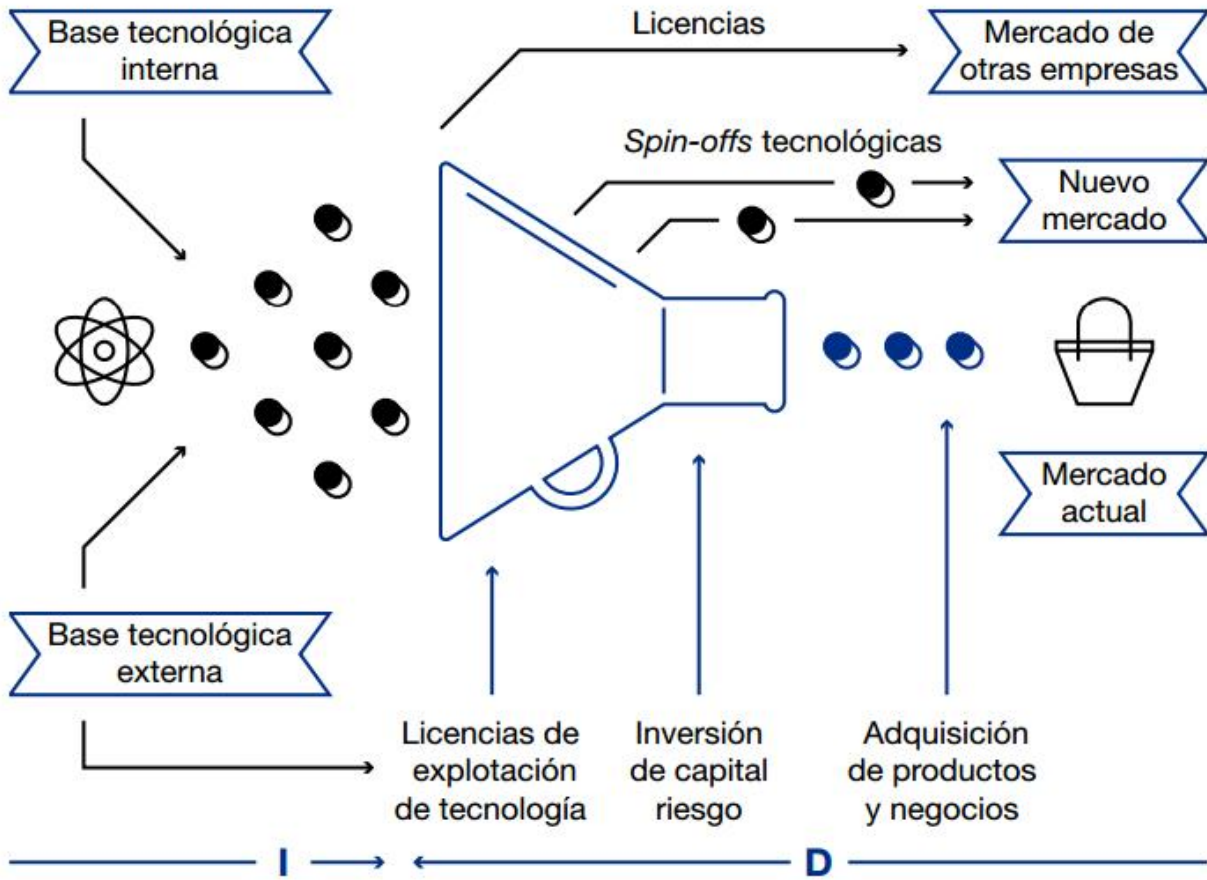 Base tecnológica
interna
Licencias
Mercado de
otras empresas
Spin-offs tecnológicas
Nuevo
mercado
Mercado
actual
Base tecnológica
externa
Licencias de
explotación
de tecnología
Inversión
de capital
riesgo
Adquisición
de productos
y negocios
I
D